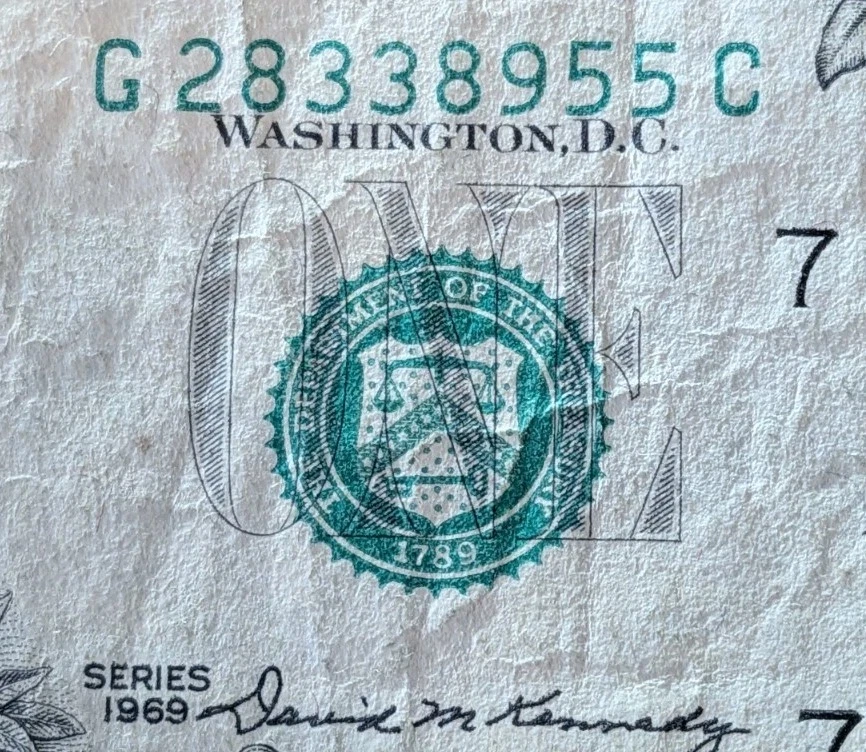 G 28338955 C
WASHINGTON, D.C.
ONE
7
THE DEPARTMENT OF THE TREASURY
1789
SERIES
1969
David M Kennedy
7